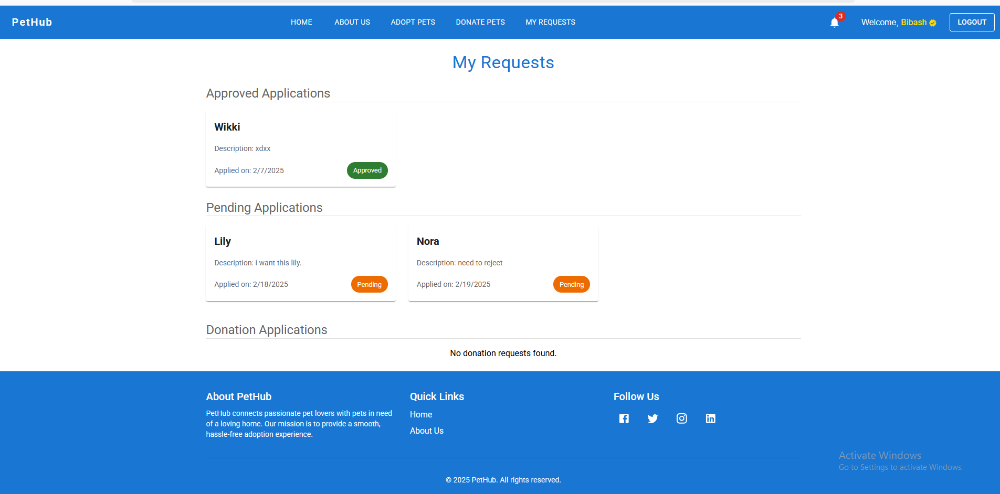 PetHub
HOME ABOUT US ADOPT PETS DONATE PETS MY REQUESTS
3
Welcome, Bibash
LOGOUT
My Requests
Approved Applications
Wikki
Description: xdxx
Applied on: 2/7/2025
Approved
Pending Applications
Lily
Description: i want this lily.
Applied on: 2/18/2025
Pending
Nora
Description: need to reject
Applied on: 2/19/2025
Pending
Donation Applications
No donation requests found.
About PetHub
PetHub connects passionate pet lovers with pets in need
of a loving home. Our mission is to provide a smooth,
hassle-free adoption experience.
Quick Links
Home
About Us
Follow Us
Activate Windows
Go to Settings to activate Windows.
© 2025 PetHub. All rights reserved.